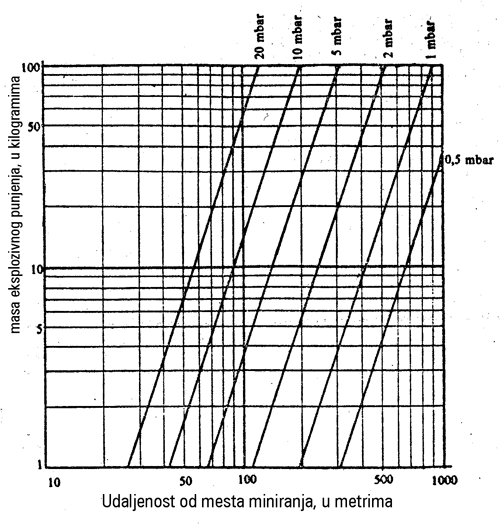 20 mbar
10 mbar
5 mbar
2 mbar
1 mbar
0,5 mbar
masa eksplozivnog punjenja, u kilogramima
100
50
10
5
1
10
50
100
500
1000
Udaljenost od mesta miniranja, u metrima